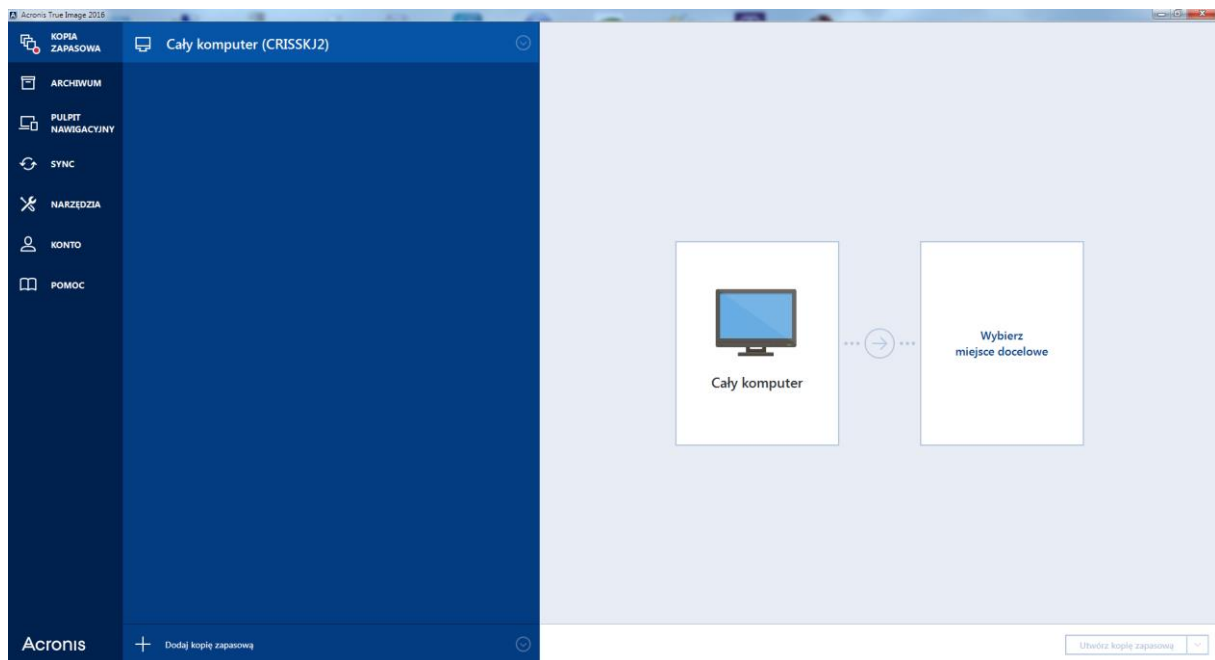 Acronis True Image 2016
KOPIA
ZAPASOWA
ARCHIWUM
PULPIT
NAWIGACYJNY
SYNC
NARZĘDZIA
KONTO
POMOC
Acronis
Cały komputer (CRISSKJ2)
Dodaj kopię zapasową
Cały komputer
Wybierz
miejsce docelowe
Utwórz kopię zapasową